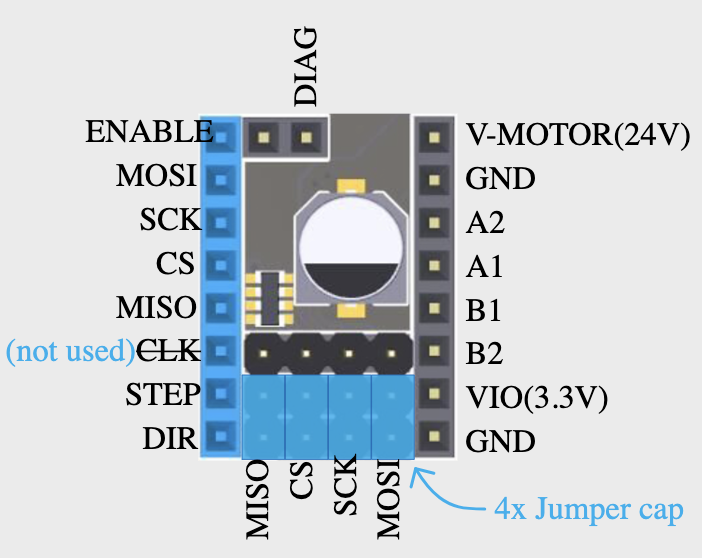 DIAG
ENABLE
MOSI
SCK
CS
MISO
(not used)CLK
STEP
DIR
V-MOTOR(24V)
GND
A2
A1
B1
B2
VIO(3.3V)
GND
MISO
CS
SCK
MOSI
4x Jumper cap